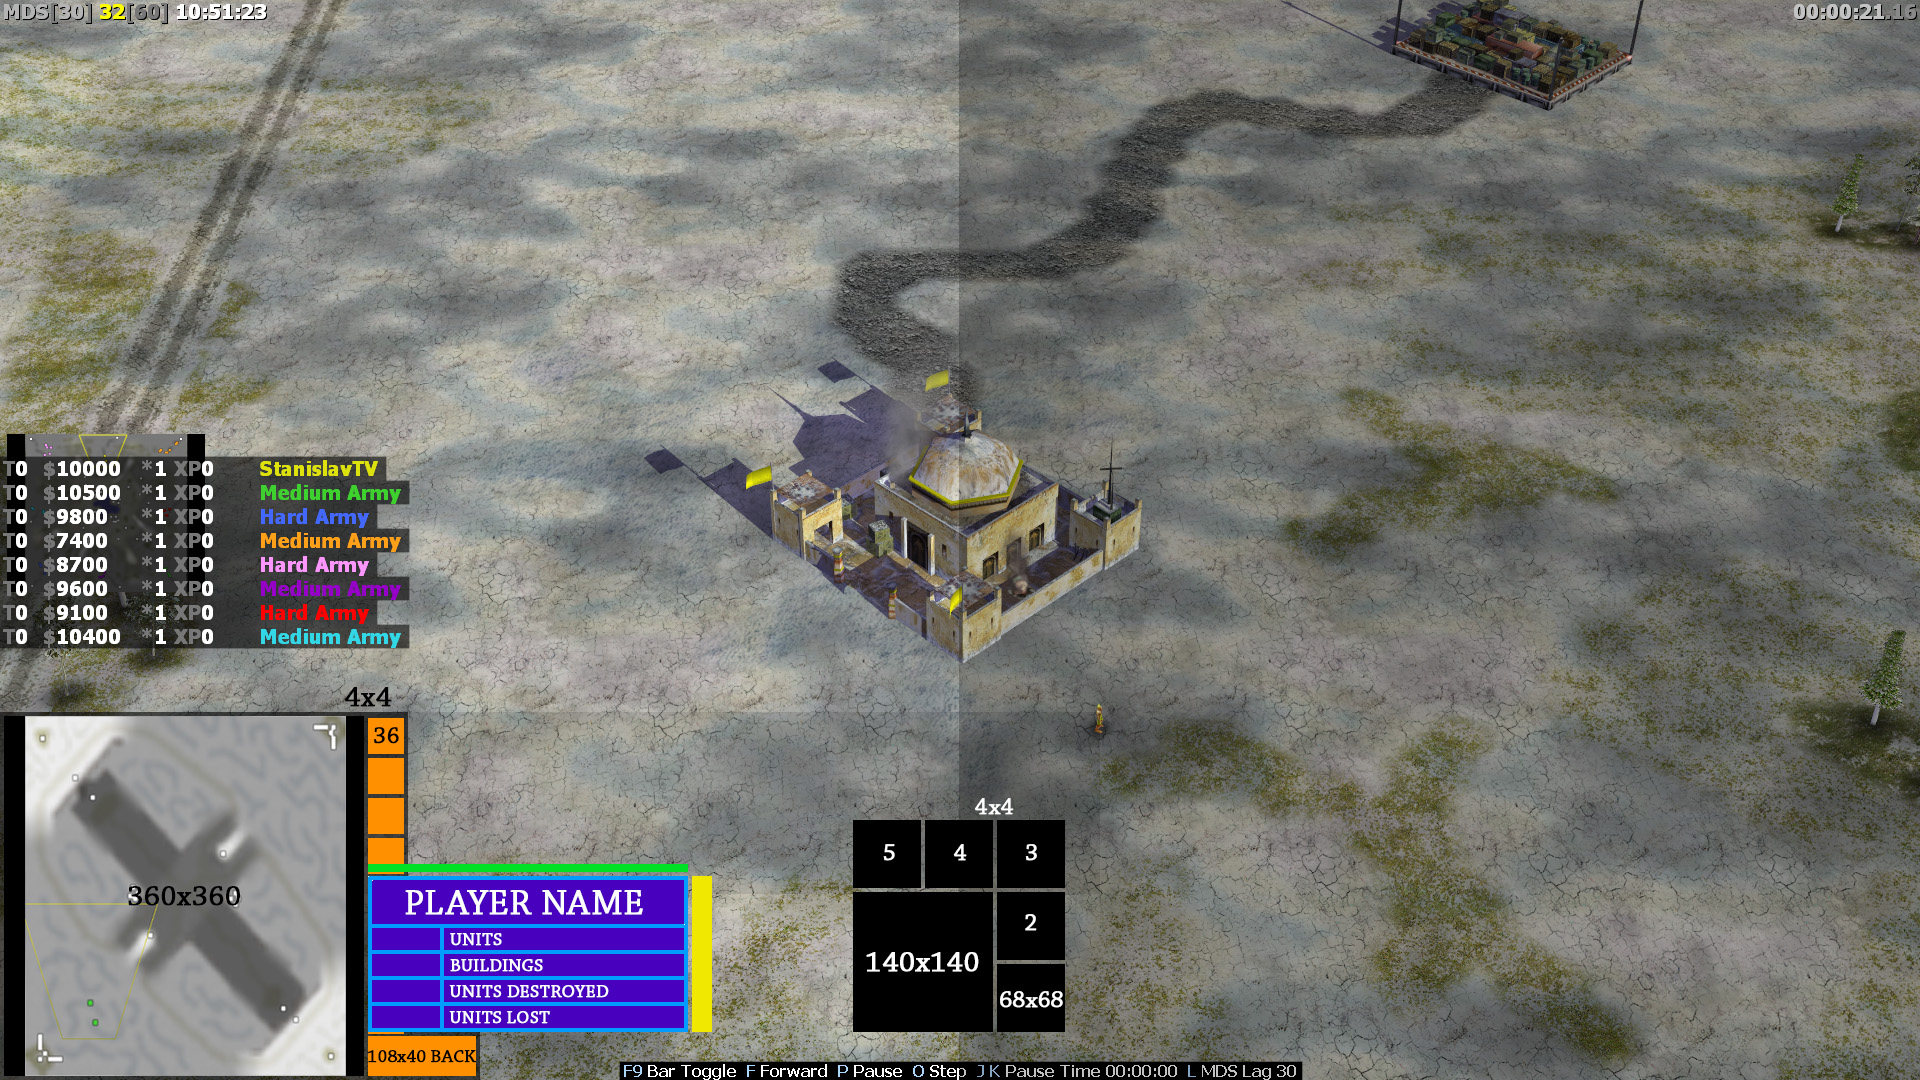 MDS[30] 32[60] 10:51:23
00:00:21.16
T0 $10000 *1 XP0 StanislavTV
T0 $10500 *1 XP0 Medium Army
T0 $9800 *1 XP0 Hard Army
T0 $7400 *1 XP0 Medium Army
T0 $8700 *1 XP0 Hard Army
T0 $9600 *1 XP0 Medium Army
T0 $9100 *1 XP0 Hard Army
T0 $10400 *1 XP0 Medium Army
4x4
36
360x360
PLAYER NAME
UNITS
BUILDINGS
UNITS DESTROYED
UNITS LOST
108x40 BACK
4x4
5 4 3
2
140x140
68x68
F9 Bar Toggle F Forward P Pause O Step J K Pause Time 00:00:00 L MDS Lag 30